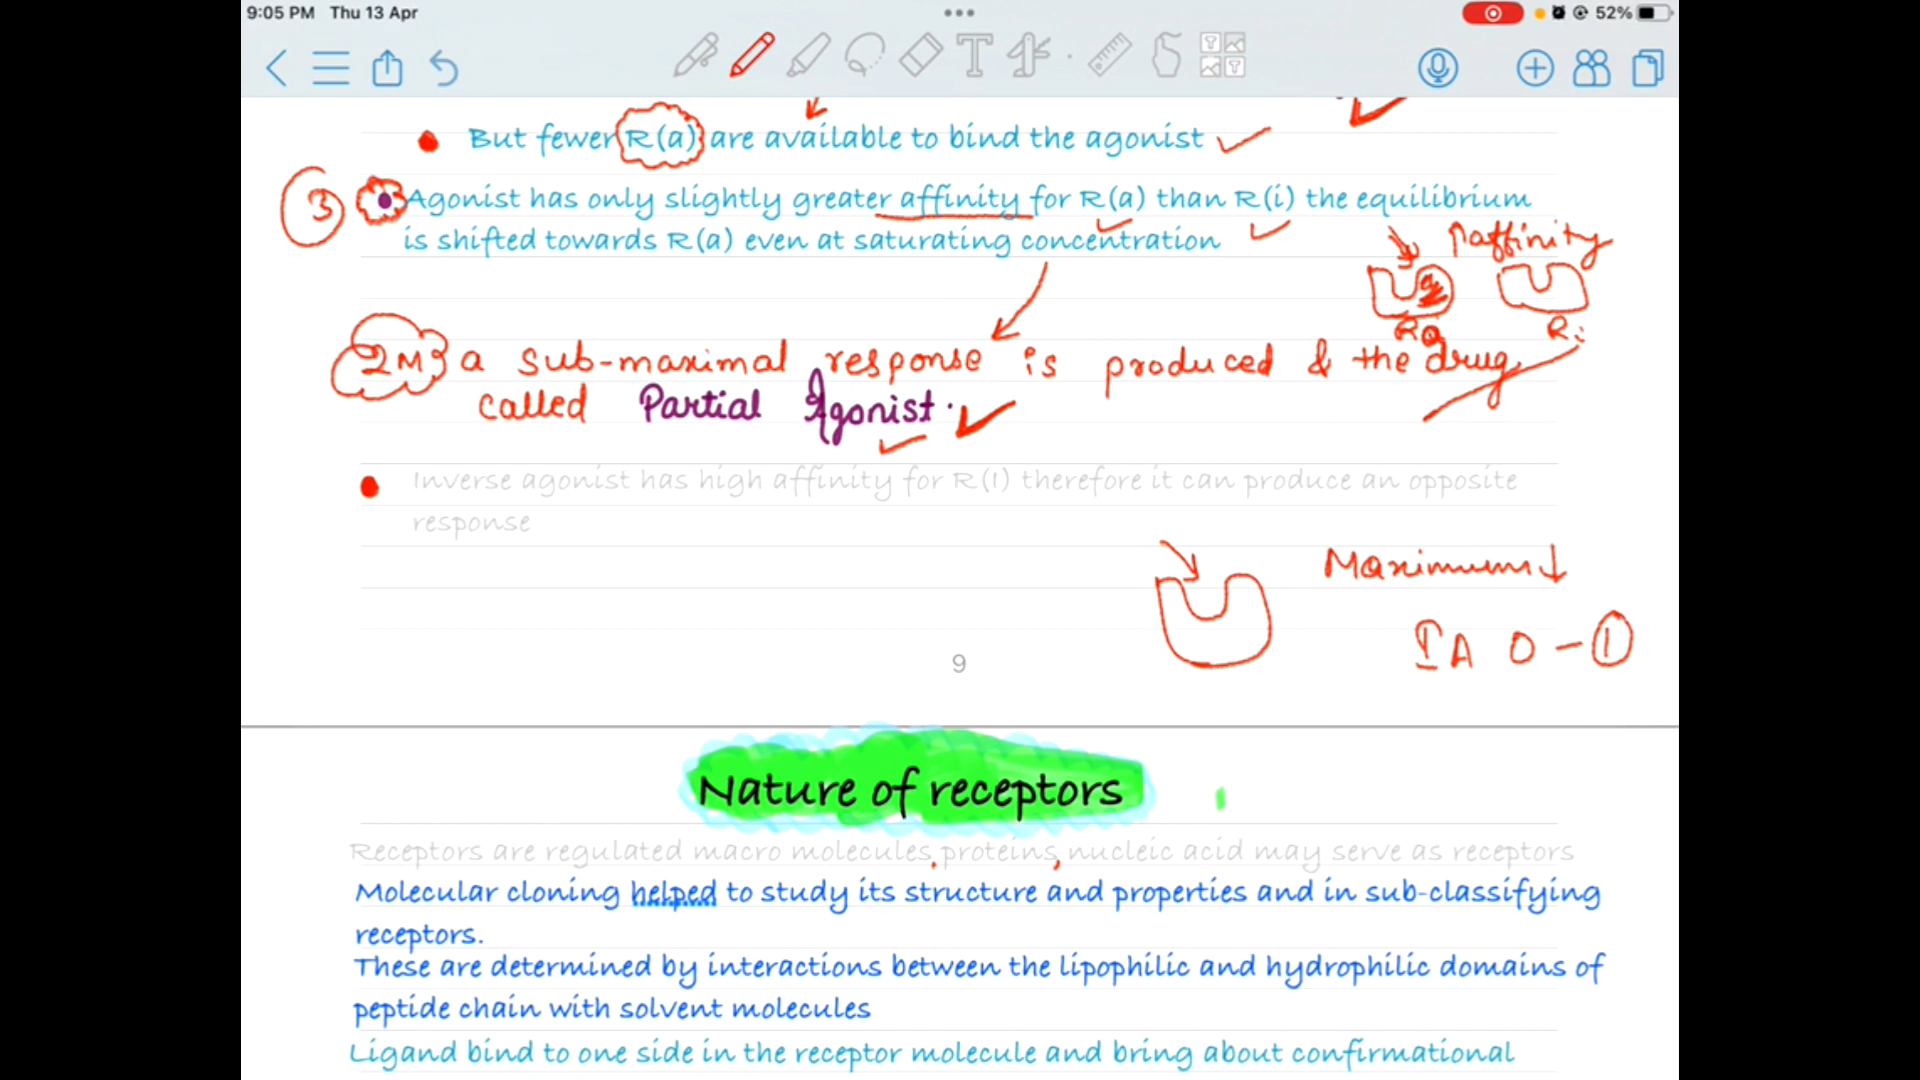 9:05 PM Thu 13 Apr
52%
But fewer R(a) are available to bind the agonist
3
Agonist has only slightly greater affinity for R(a) than R(i) the equilibrium
is shifted towards R(a) even at saturating concentration
↑affinity
Ra Ri
a sub-maximal response is produced & the drug
called Partial Agonist.
Inverse agonist has high affinity for R(I) therefore it can produce an opposite
response
Maximum↓
IA 0 - 1
9
Nature of receptors
Receptors are regulated macro molecules, proteins, nucleic acid may serve as receptors
Molecular cloning helped to study its structure and properties and in sub-classifying
receptors.
These are determined by interactions between the lipophilic and hydrophilic domains of
peptide chain with solvent molecules
Ligand bind to one side in the receptor molecule and bring about confirmational